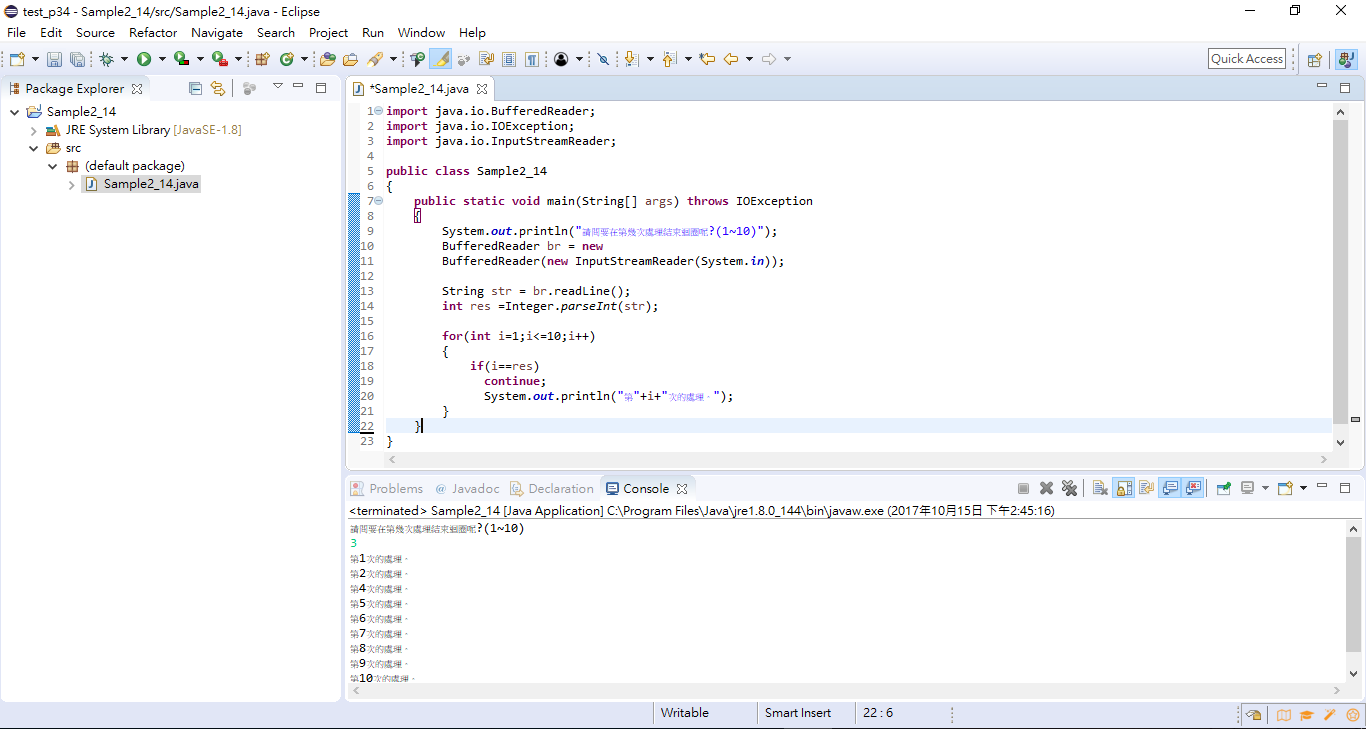 test_p34 - Sample2_14/src/Sample2_14.java - Eclipse
File Edit Source Refactor Navigate Search Project Run Window Help
Quick Access
Package Explorer
Sample2_14
JRE System Library [JavaSE-1.8]
src
(default package)
Sample2_14.java
*Sample2_14.java
1 import java.io.BufferedReader;
2 import java.io.IOException;
3 import java.io.InputStreamReader;
4
5 public class Sample2_14
6 {
7 public static void main(String[] args) throws IOException
8 {
9 System.out.println("請問要在第幾次處理結束迴圈呢?(1~10)");
10 BufferedReader br = new
11 BufferedReader(new InputStreamReader(System.in));
12
13 String str = br.readLine();
14 int res =Integer.parseInt(str);
15
16 for(int i=1;i<=10;i++)
17 {
18 if(i==res)
19 continue;
20 System.out.println("第"+i+"次的處理。");
21 }
22 }
23 }
Problems @ Javadoc Declaration Console
<terminated> Sample2_14 [Java Application] C:\Program Files\Java\jre1.8.0_144\bin\javaw.exe (2017年10月15日 下午2:45:16)
請問要在第幾次處理結束迴圈呢?(1~10)
3
第1次的處理。
第2次的處理。
第4次的處理。
第5次的處理。
第6次的處理。
第7次的處理。
第8次的處理。
第9次的處理。
第10次的處理。
Writable Smart Insert 22 : 6